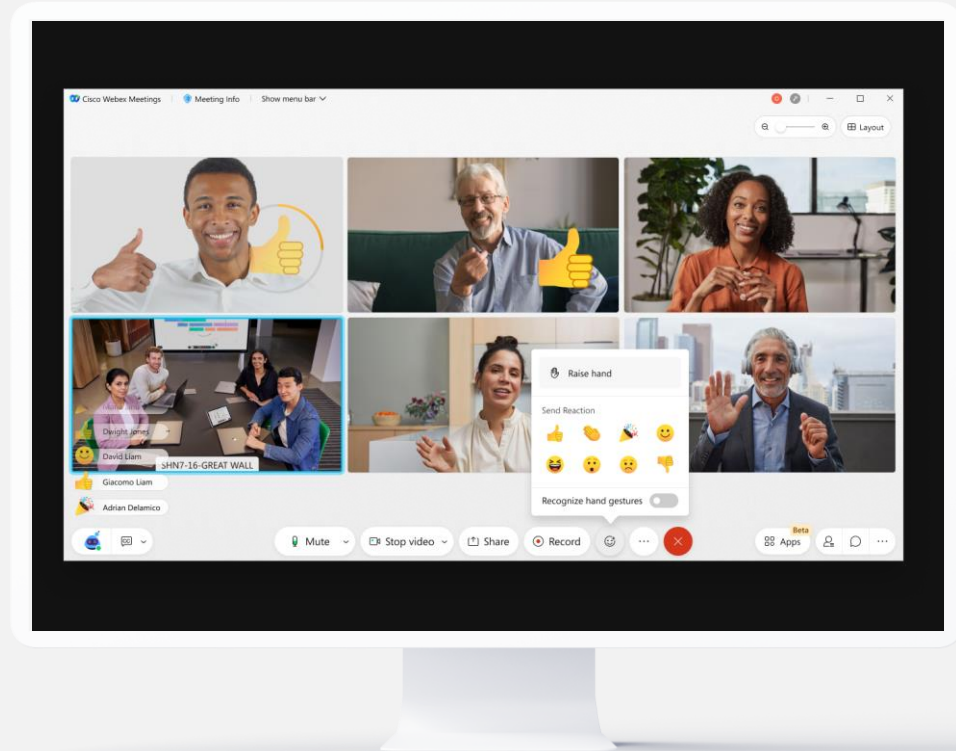 Cisco Webex Meetings Meeting Info Show menu bar
Layout
Dwight Jones
David Liam
SHN7-16-GREAT WALL
Giacomo Liam
Adrian Delamico
Raise hand
Send Reaction
Recognize hand gestures
CC
Mute
Stop video
Share
Record
Apps
Beta